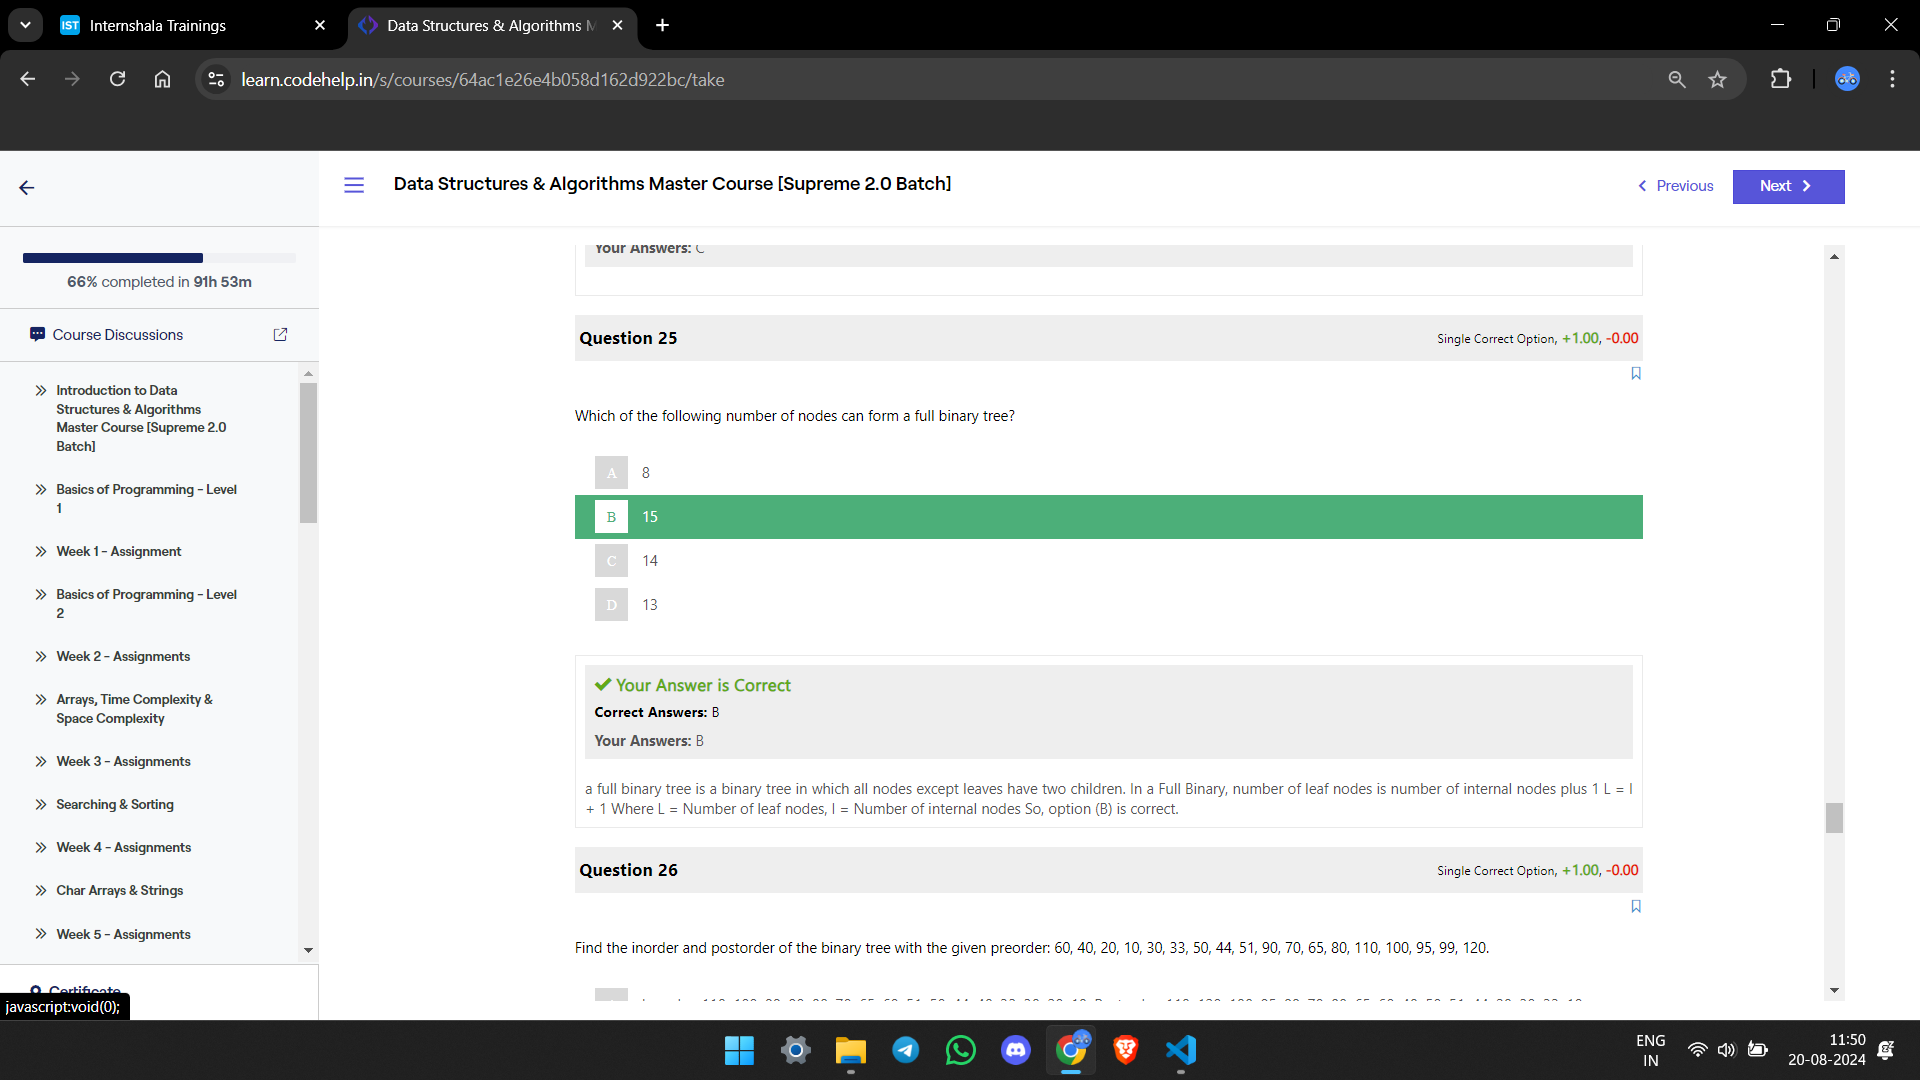 Internshala Trainings
Data Structures & Algorithms M
learn.codehelp.in/s/courses/64ac1e26e4b058d162d922bc/take
Data Structures & Algorithms Master Course [Supreme 2.0 Batch]
Previous
Next
66% completed in 91h 53m
Course Discussions
Introduction to Data
Structures & Algorithms
Master Course [Supreme 2.0
Batch]
Basics of Programming - Level
1
Week 1 - Assignment
Basics of Programming - Level
2
Week 2 - Assignments
Arrays, Time Complexity &
Space Complexity
Week 3 - Assignments
Searching & Sorting
Week 4 - Assignments
Char Arrays & Strings
Week 5 - Assignments
Certificate
javascript:void(0);
Your Answers: C
Question 25
Single Correct Option, +1.00, -0.00
Which of the following number of nodes can form a full binary tree?
A 8
B 15
C 14
D 13
Your Answer is Correct
Correct Answers: B
Your Answers: B
a full binary tree is a binary tree in which all nodes except leaves have two children. In a Full Binary, number of leaf nodes is number of internal nodes plus 1 L = I
+ 1 Where L = Number of leaf nodes, I = Number of internal nodes So, option (B) is correct.
Question 26
Single Correct Option, +1.00, -0.00
Find the inorder and postorder of the binary tree with the given preorder: 60, 40, 20, 10, 30, 33, 50, 44, 51, 90, 70, 65, 80, 110, 100, 95, 99, 120.
ENG
IN
11:50
20-08-2024